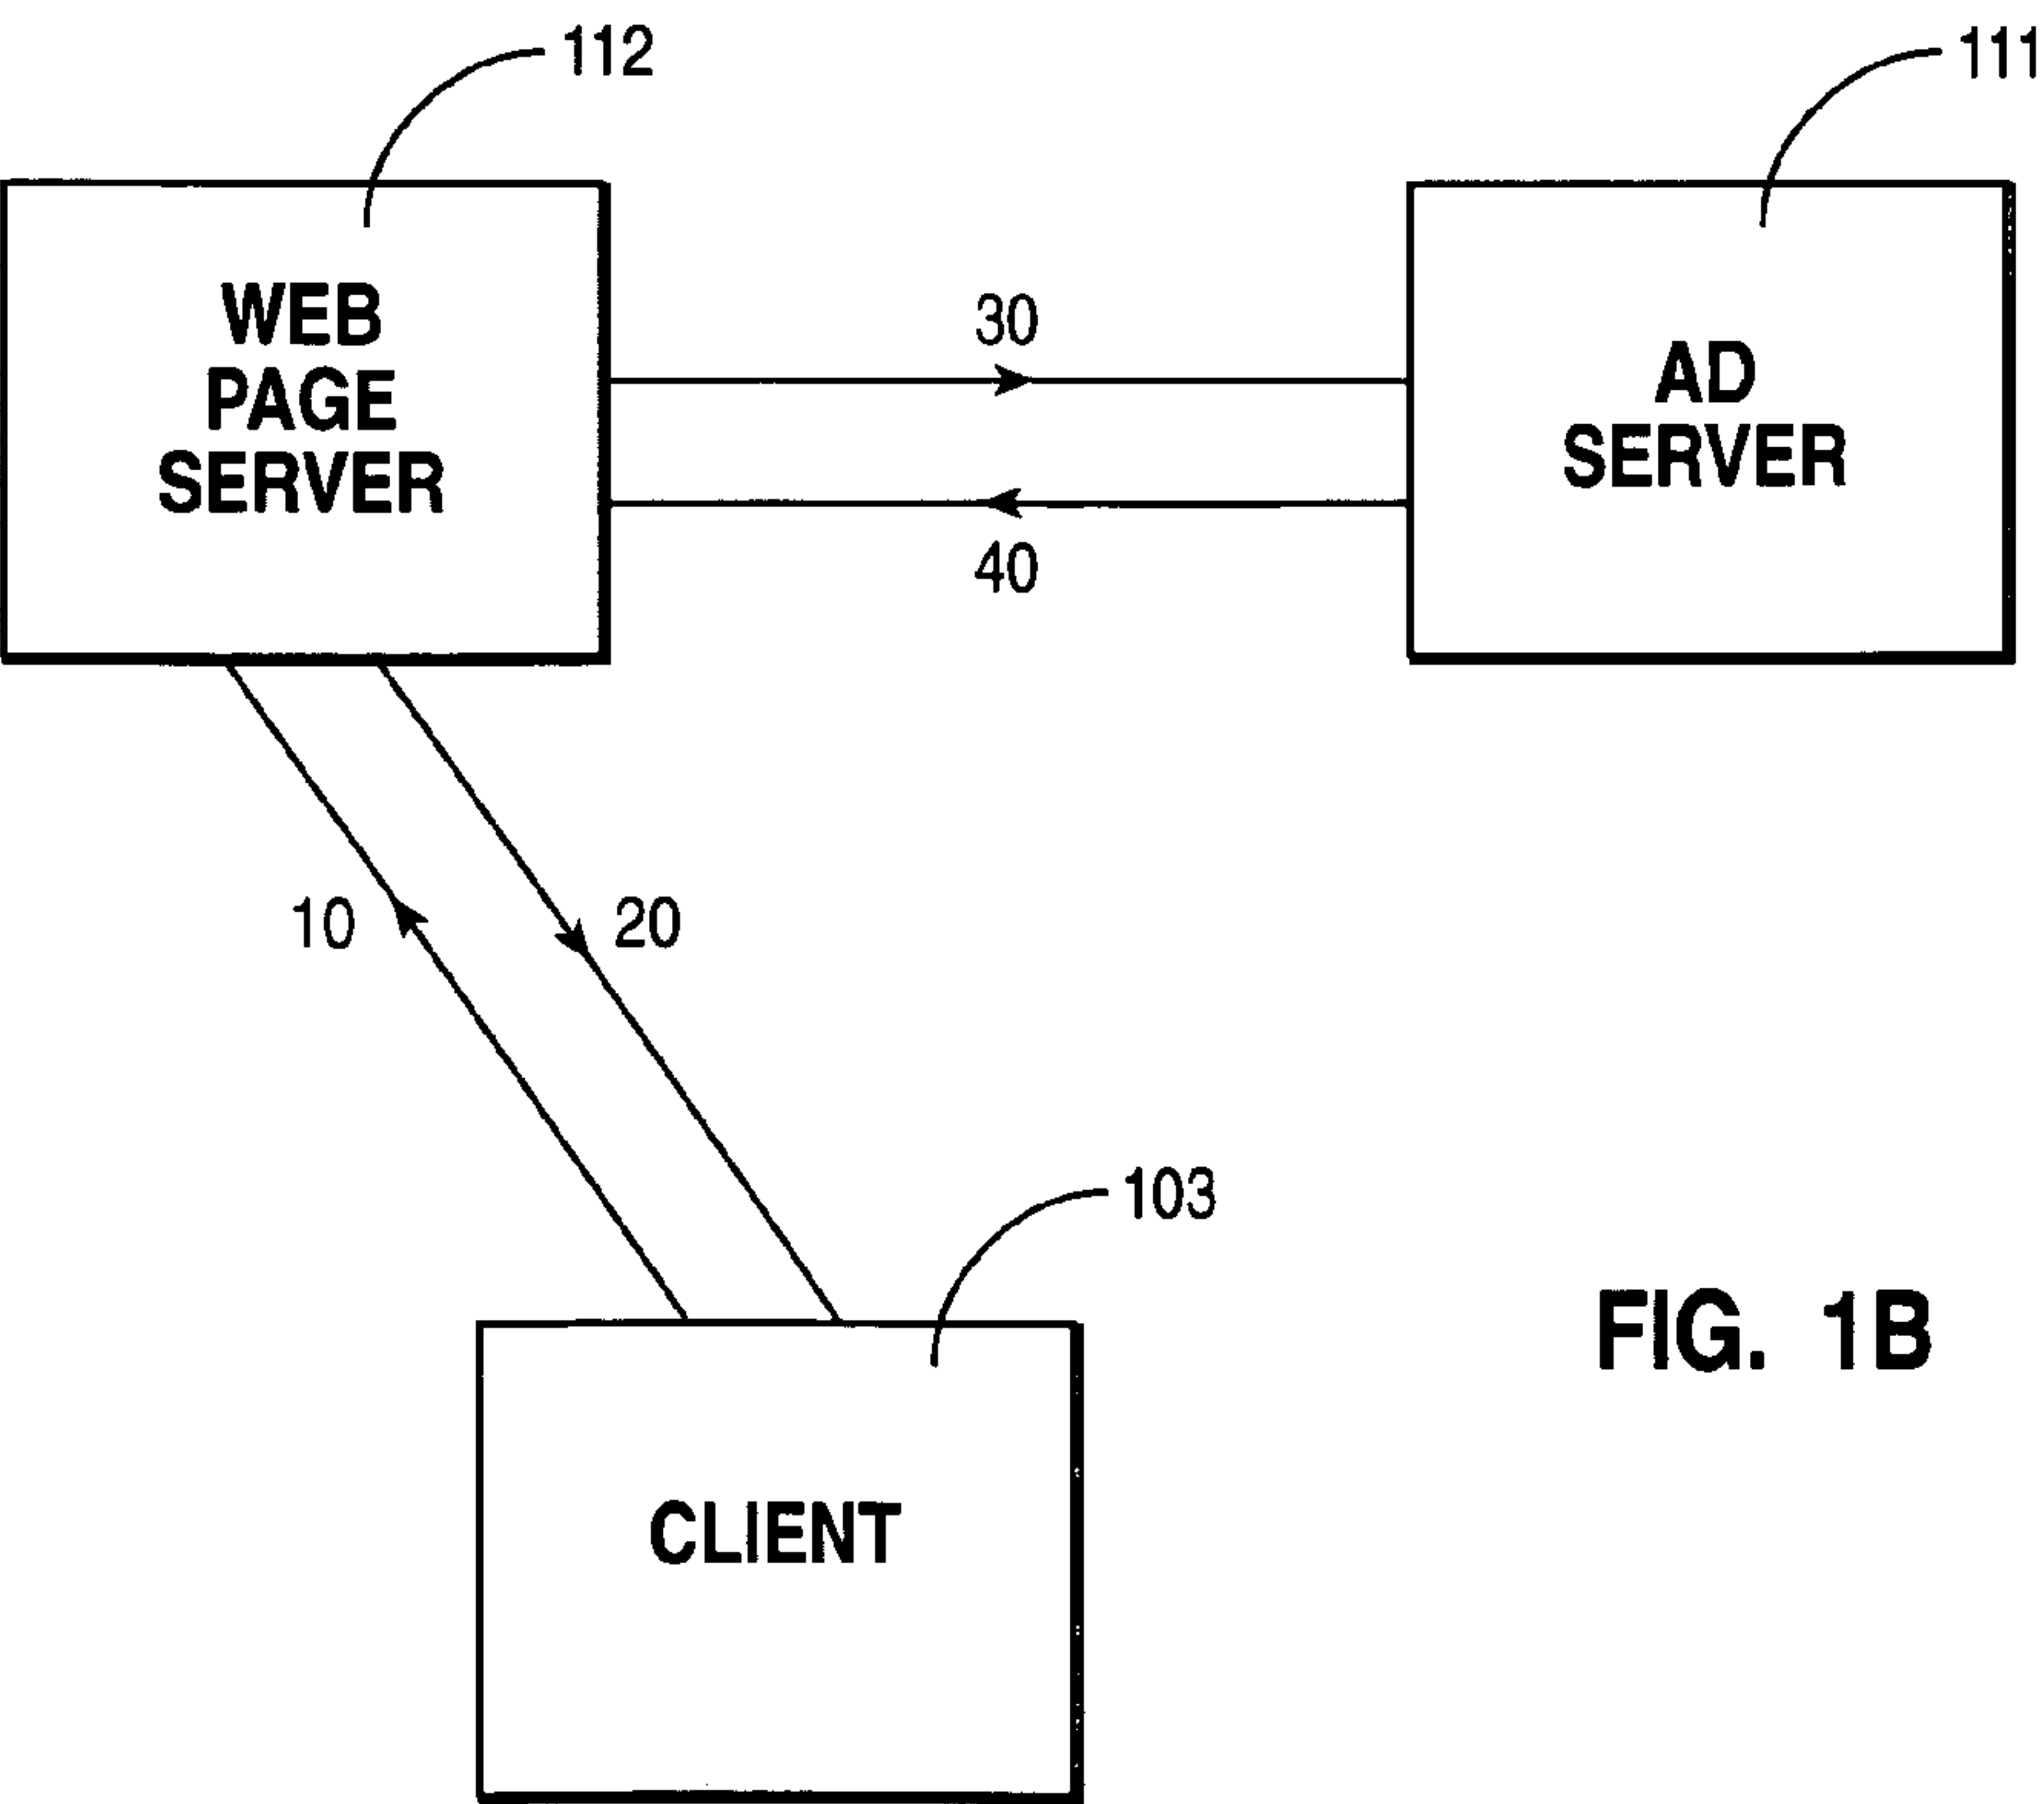 112
111
WEB
PAGE
SERVER
30
AD
SERVER
40
10
20
103
CLIENT
FIG. 1B